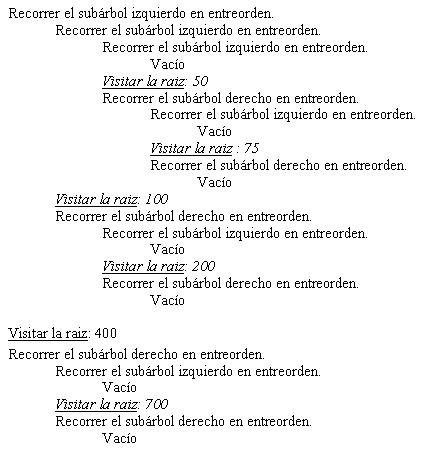 Recorrer el subárbol izquierdo en entreorden.
Recorrer el subárbol izquierdo en entreorden.
Recorrer el subárbol izquierdo en entreorden.
Vacío
Visitar la raiz: 50
Recorrer el subárbol derecho en entreorden.
Recorrer el subárbol izquierdo en entreorden.
Vacío
Visitar la raiz : 75
Recorrer el subárbol derecho en entreorden.
Vacío
Visitar la raiz: 100
Recorrer el subárbol derecho en entreorden.
Recorrer el subárbol izquierdo en entreorden.
Vacío
Visitar la raiz: 200
Recorrer el subárbol derecho en entreorden.
Vacío
Visitar la raiz: 400
Recorrer el subárbol derecho en entreorden.
Recorrer el subárbol izquierdo en entreorden.
Vacío
Visitar la raiz: 700
Recorrer el subárbol derecho en entreorden.
Vacío